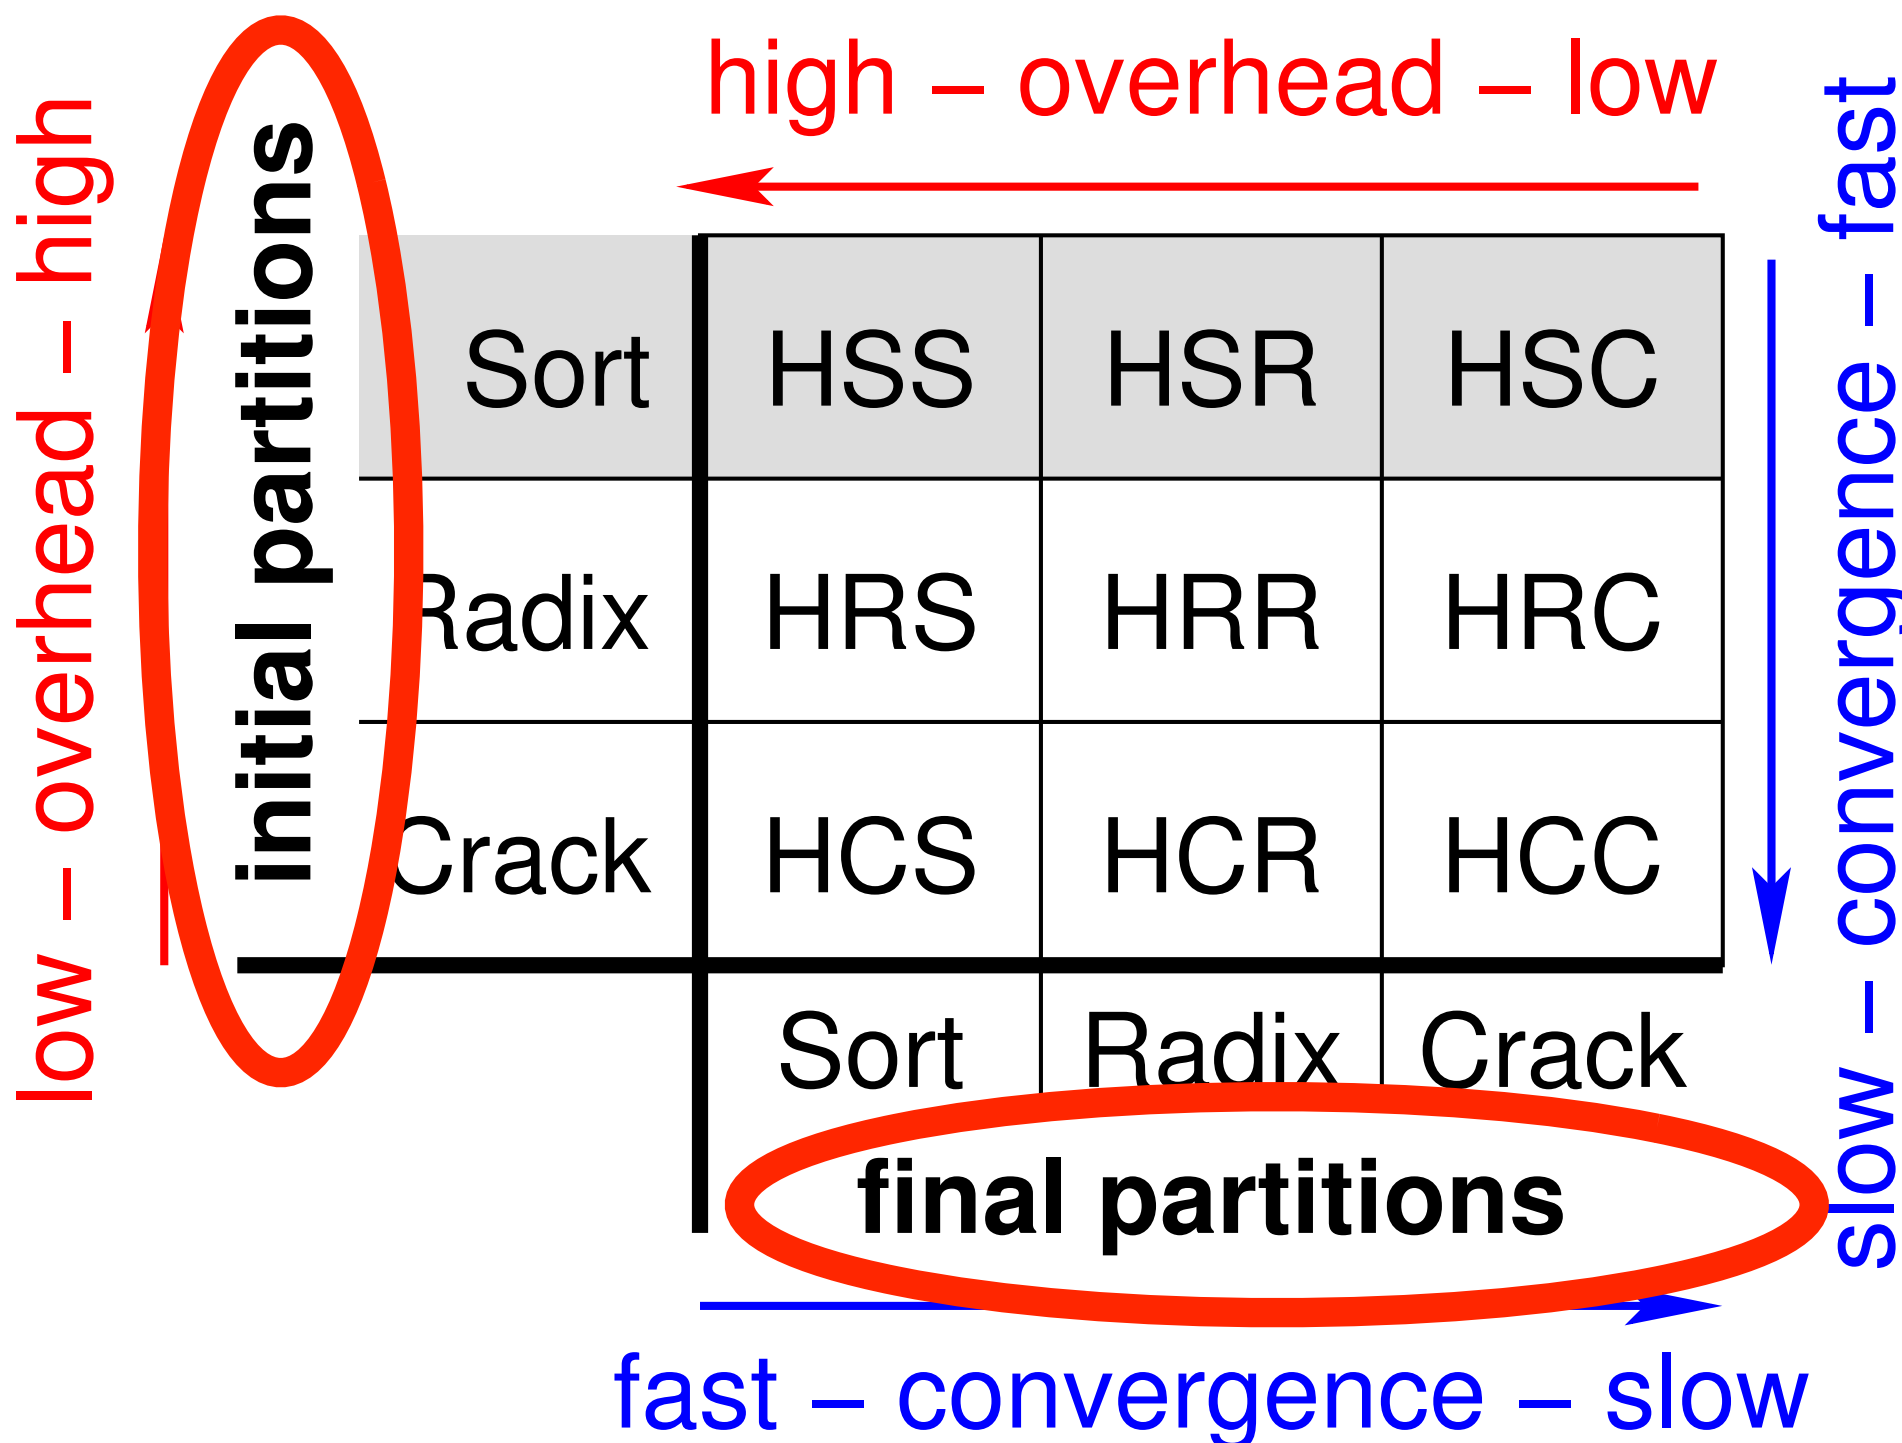 high – overhead – low
low – overhead – high
initial partitions
slow – convergence – fast
Sort HSS HSR HSC
Radix HRS HRR HRC
Crack HCS HCR HCC
Sort Radix Crack
final partitions
fast – convergence – slow